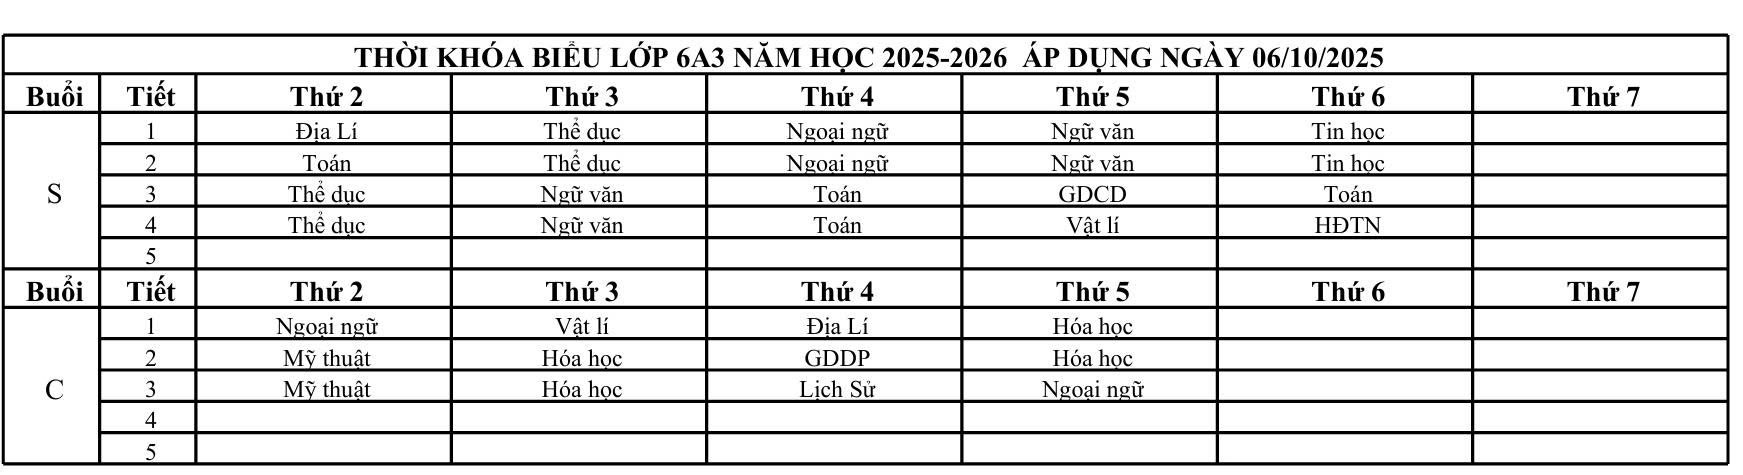 THỜI KHÓA BIỂU LỚP 6A3 NĂM HỌC 2025-2026 ÁP DỤNG NGÀY 06/10/2025
Buổi Tiết Thứ 2 Thứ 3 Thứ 4 Thứ 5 Thứ 6 Thứ 7
1 Địa Lí Thể dục Ngoại ngữ Ngữ văn Tin học
2 Toán Thể dục Ngoại ngữ Ngữ văn Tin học
S 3 Thể dục Ngữ văn Toán GDCD Toán
4 Thể dục Ngữ văn Toán Vật lí HĐTN
5
Buổi Tiết Thứ 2 Thứ 3 Thứ 4 Thứ 5 Thứ 6 Thứ 7
1 Ngoại ngữ Vật lí Địa Lí Hóa học
2 Mỹ thuật Hóa học GDDP Hóa học
C 3 Mỹ thuật Hóa học Lịch Sử Ngoại ngữ
4
5